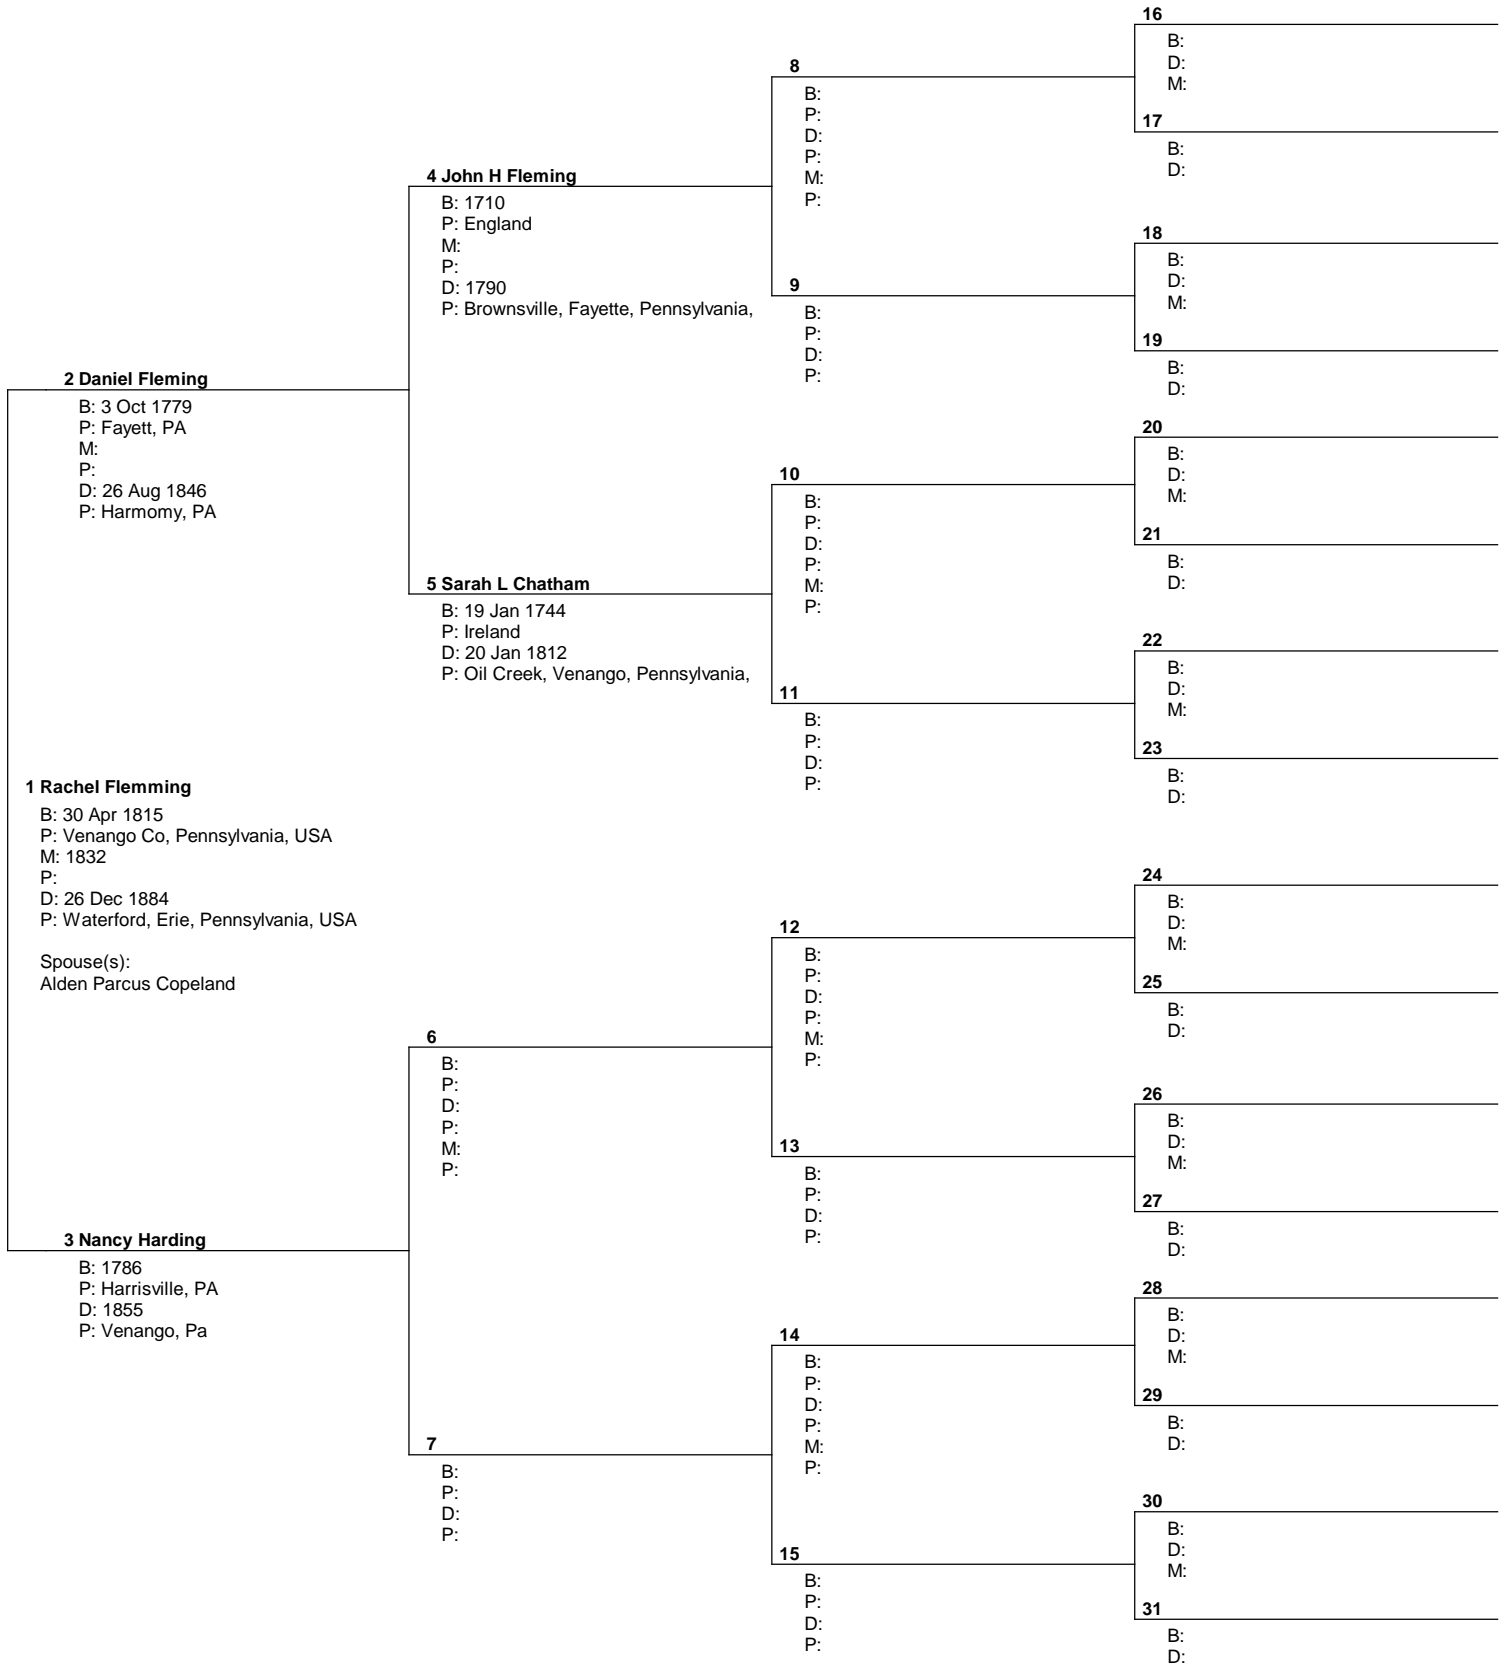 16
B:
D:
M:
8
B:
P:
D:
P:
M:
P:
17
B:
D:
4 John H Fleming
B: 1710
P: England
M:
P:
D: 1790
P: Brownsville, Fayette, Pennsylvania,
18
B:
D:
M:
9
B:
P:
D:
P:
19
B:
D:
2 Daniel Fleming
B: 3 Oct 1779
P: Fayett, PA
M:
P:
D: 26 Aug 1846
P: Harmomy, PA
20
B:
D:
M:
10
B:
P:
D:
P:
M:
P:
21
B:
D:
5 Sarah L Chatham
B: 19 Jan 1744
P: Ireland
D: 20 Jan 1812
P: Oil Creek, Venango, Pennsylvania,
22
B:
D:
M:
11
B:
P:
D:
P:
23
B:
D:
1 Rachel Flemming
B: 30 Apr 1815
P: Venango Co, Pennsylvania, USA
M: 1832
P:
D: 26 Dec 1884
P: Waterford, Erie, Pennsylvania, USA
Spouse(s):
Alden Parcus Copeland
24
B:
D:
M:
12
B:
P:
D:
P:
M:
P:
25
B:
D:
6
B:
P:
D:
P:
M:
P:
26
B:
D:
M:
13
B:
P:
D:
P:
27
B:
D:
3 Nancy Harding
B: 1786
P: Harrisville, PA
D: 1855
P: Venango, Pa
28
B:
D:
M:
14
B:
P:
D:
P:
M:
P:
29
B:
D:
7
B:
P:
D:
P:
30
B:
D:
M:
15
B:
P:
D:
P:
31
B:
D: